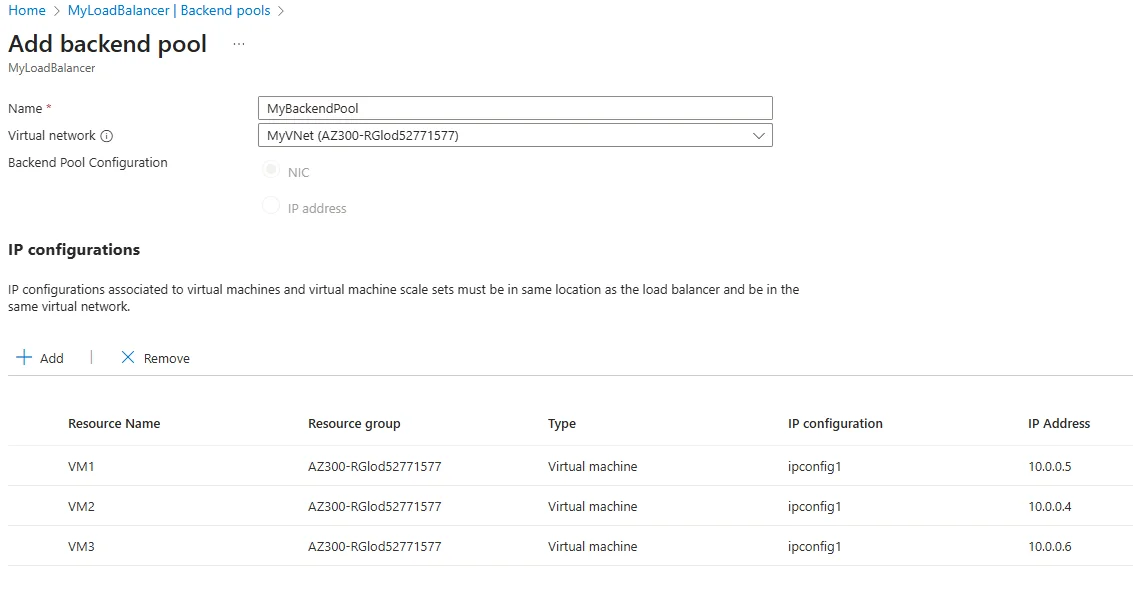 Home > MyLoadBalancer | Backend pools >
Add backend pool ...
MyLoadBalancer
Name * MyBackendPool
Virtual network MyVNet (AZ300-RGlod52771577)
Backend Pool Configuration
NIC
IP address
IP configurations
IP configurations associated to virtual machines and virtual machine scale sets must be in same location as the load balancer and be in the
same virtual network.
Add | Remove
Resource Name Resource group Type IP configuration IP Address
VM1 AZ300-RGlod52771577 Virtual machine ipconfig1 10.0.0.5
VM2 AZ300-RGlod52771577 Virtual machine ipconfig1 10.0.0.4
VM3 AZ300-RGlod52771577 Virtual machine ipconfig1 10.0.0.6